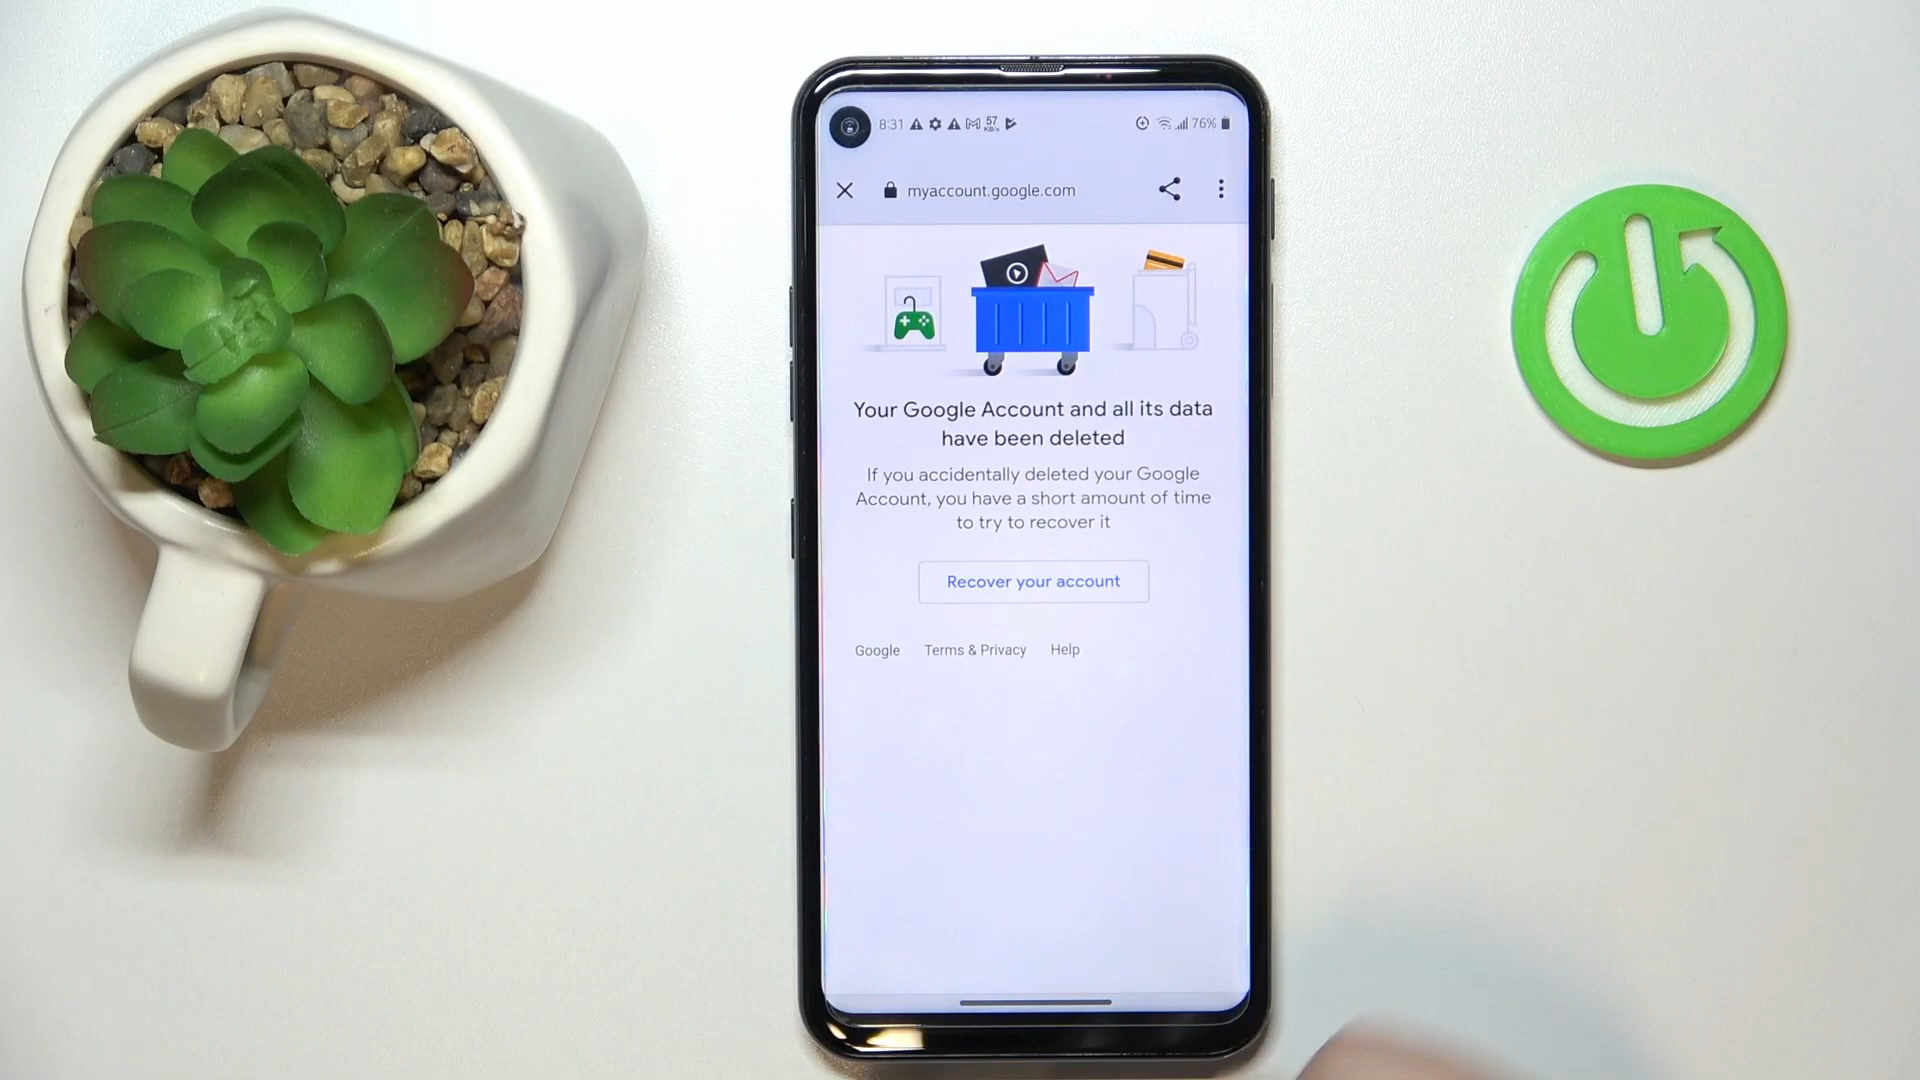 8:31 57 KB/s 76%
myaccount.google.com
Your Google Account and all its data
have been deleted
If you accidentally deleted your Google
Account, you have a short amount of time
to try to recover it
Recover your account
Google Terms & Privacy Help